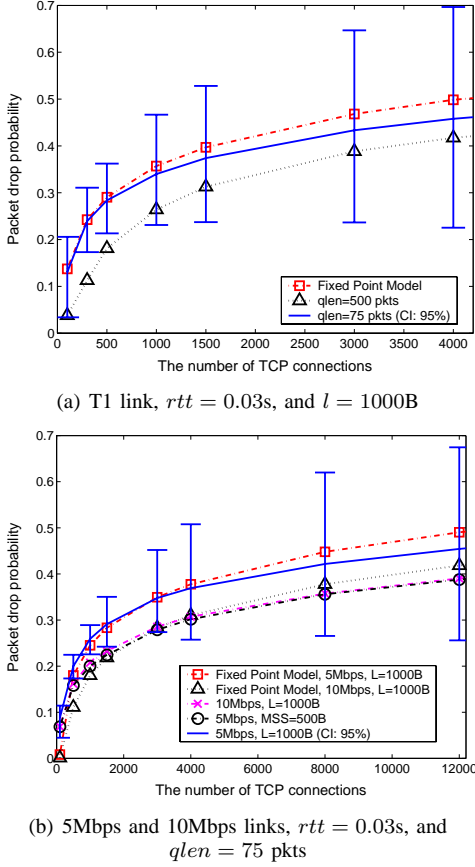 0.7
0.6
0.5
0.4
0.3
0.2
0.1
0
Packet drop probability
0 500 1000 1500 2000 2500 3000 3500 4000
The number of TCP connections
Fixed Point Model
qlen=500 pkts
qlen=75 pkts (CI: 95%)
(a) T1 link, rtt = 0.03s, and l = 1000B
0.7
0.6
0.5
0.4
0.3
0.2
0.1
0
Packet drop probability
0 2000 4000 6000 8000 10000 12000
The number of TCP connections
Fixed Point Model, 5Mbps, L=1000B
Fixed Point Model, 10Mbps, L=1000B
10Mbps, L=1000B
5Mbps, MSS=500B
5Mbps, L=1000B (CI: 95%)
(b) 5Mbps and 10Mbps links, rtt = 0.03s, and
qlen = 75 pkts